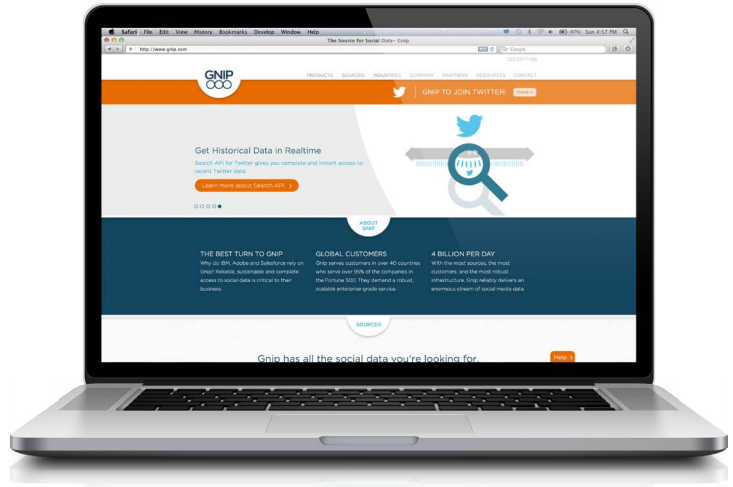 Safari File Edit View History Bookmarks Develop Window Help
(97%) Sun 4:57 PM
The Source for Social Data– Gnip
http://www.gnip.com
Google
GNIP
PRODUCTS SOURCES INDUSTRIES COMPANY PARTNERS RESOURCES CONTACT
GNIP TO JOIN TWITTER!
Get Historical Data in Realtime
Search API for Twitter gives you complete and instant access to
recent Twitter data.
Learn more about Search API >
ABOUT
GNIP
THE BEST TURN TO GNIP
Why do IBM, Adobe and Salesforce rely on
Gnip? Reliable, sustainable and complete
access to social data is critical to their
business.
GLOBAL CUSTOMERS
Gnip serves customers in over 40 countries
who serve over 95% of the companies in
the Fortune 500. They demand a robust,
scalable enterprise-grade service.
4 BILLION PER DAY
With the most sources, the most
customers, and the most robust
infrastructure, Gnip reliably delivers an
enormous stream of social media data.
SOURCES
Gnip has all the social data you're looking for.
Help >